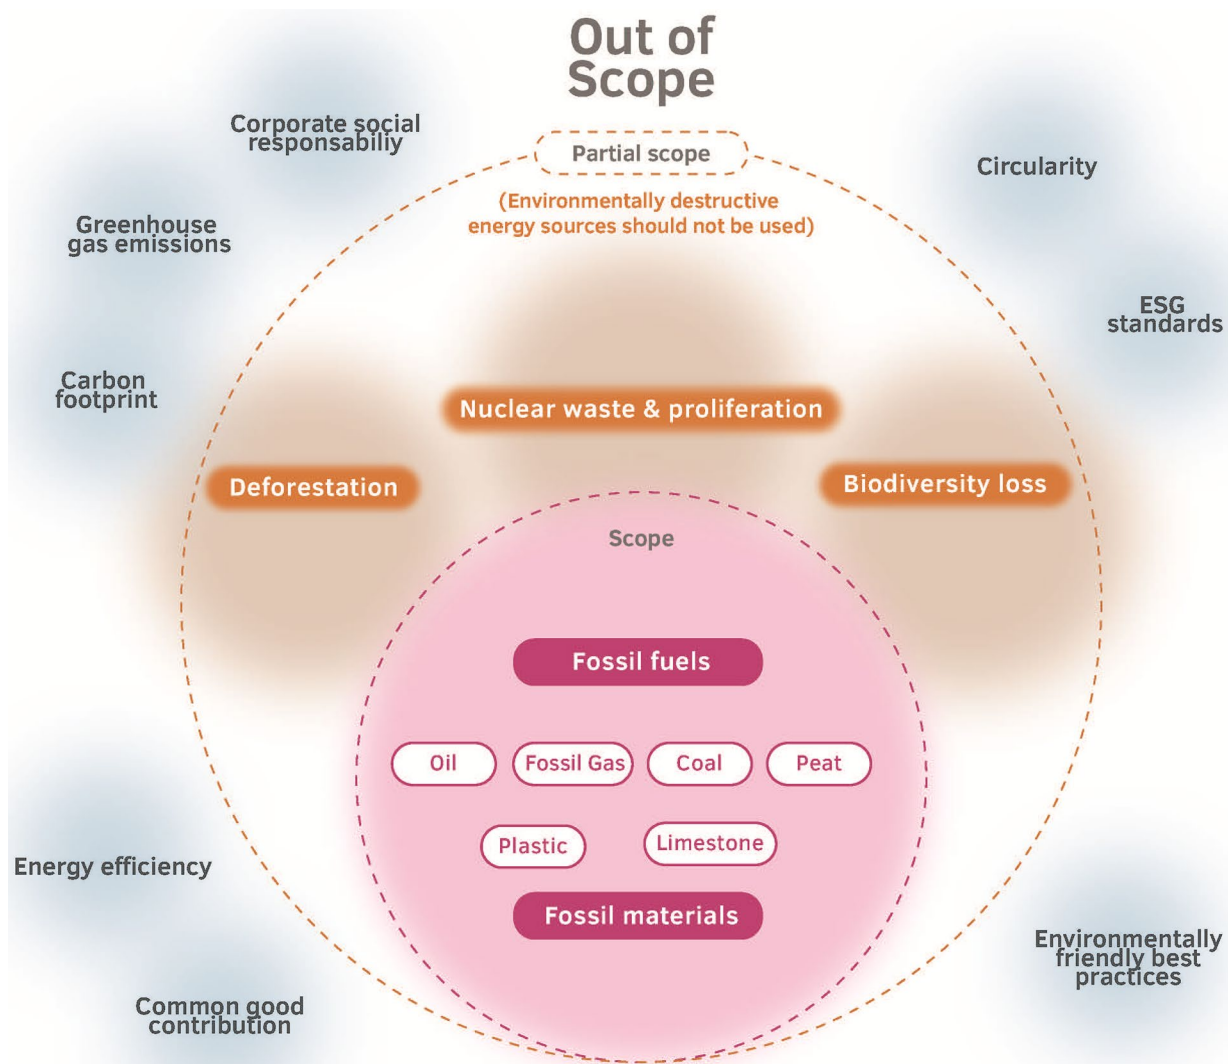 Out of
Scope
Corporate social
responsabiliy
Partial scope
Circularity
(Environmentally destructive
energy sources should not be used)
Greenhouse
gas emissions
ESG
standards
Carbon
footprint
Nuclear waste & proliferation
Deforestation
Biodiversity loss
Scope
Fossil fuels
Oil
Fossil Gas
Coal
Peat
Plastic
Limestone
Energy efficiency
Fossil materials
Environmentally
friendly best
practices
Common good
contribution